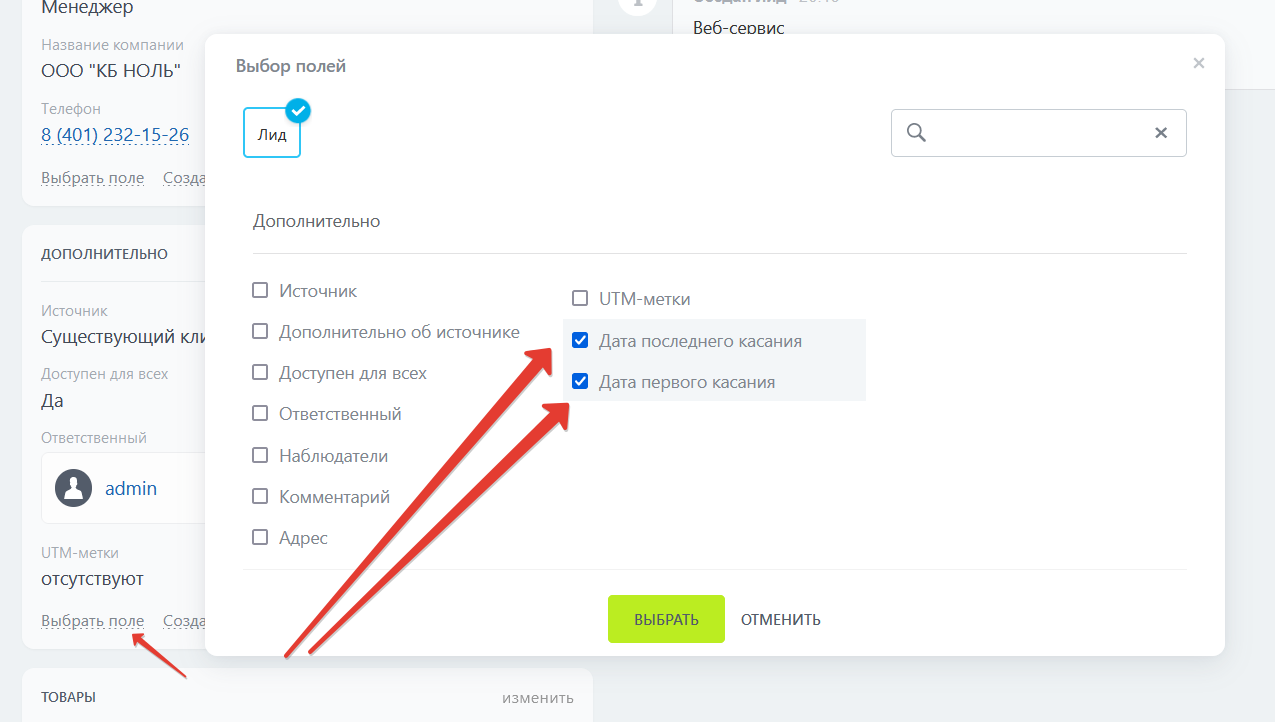 Менеджер
Название компании
ООО "КБ НОЛЬ"
Телефон
8 (401) 232-15-26
Выбрать поле Созда
Веб-сервис
Выбор полей
Лид
Дополнительно
Источник
Дополнительно об источнике
Доступен для всех
Ответственный
Наблюдатели
Комментарий
Адрес
UTM-метки
Дата последнего касания
Дата первого касания
ВЫБРАТЬ ОТМЕНИТЬ
ДОПОЛНИТЕЛЬНО
Источник
Существующий кли
Доступен для всех
Да
Ответственный
admin
UTM-метки
отсутствуют
Выбрать поле Созда
ТОВАРЫ изменить